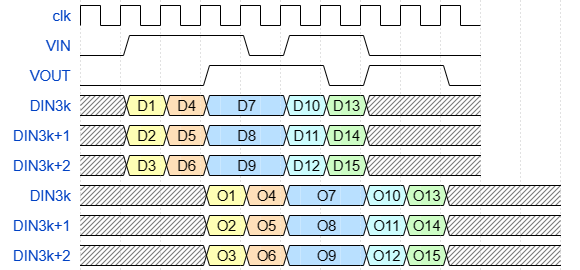 clk
VIN
VOUT
DIN3k D1 D4 D7 D10 D13
DIN3k+1 D2 D5 D8 D11 D14
DIN3k+2 D3 D6 D9 D12 D15
DIN3k O1 O4 O7 O10 O13
DIN3k+1 O2 O5 O8 O11 O14
DIN3k+2 O3 O6 O9 O12 O15